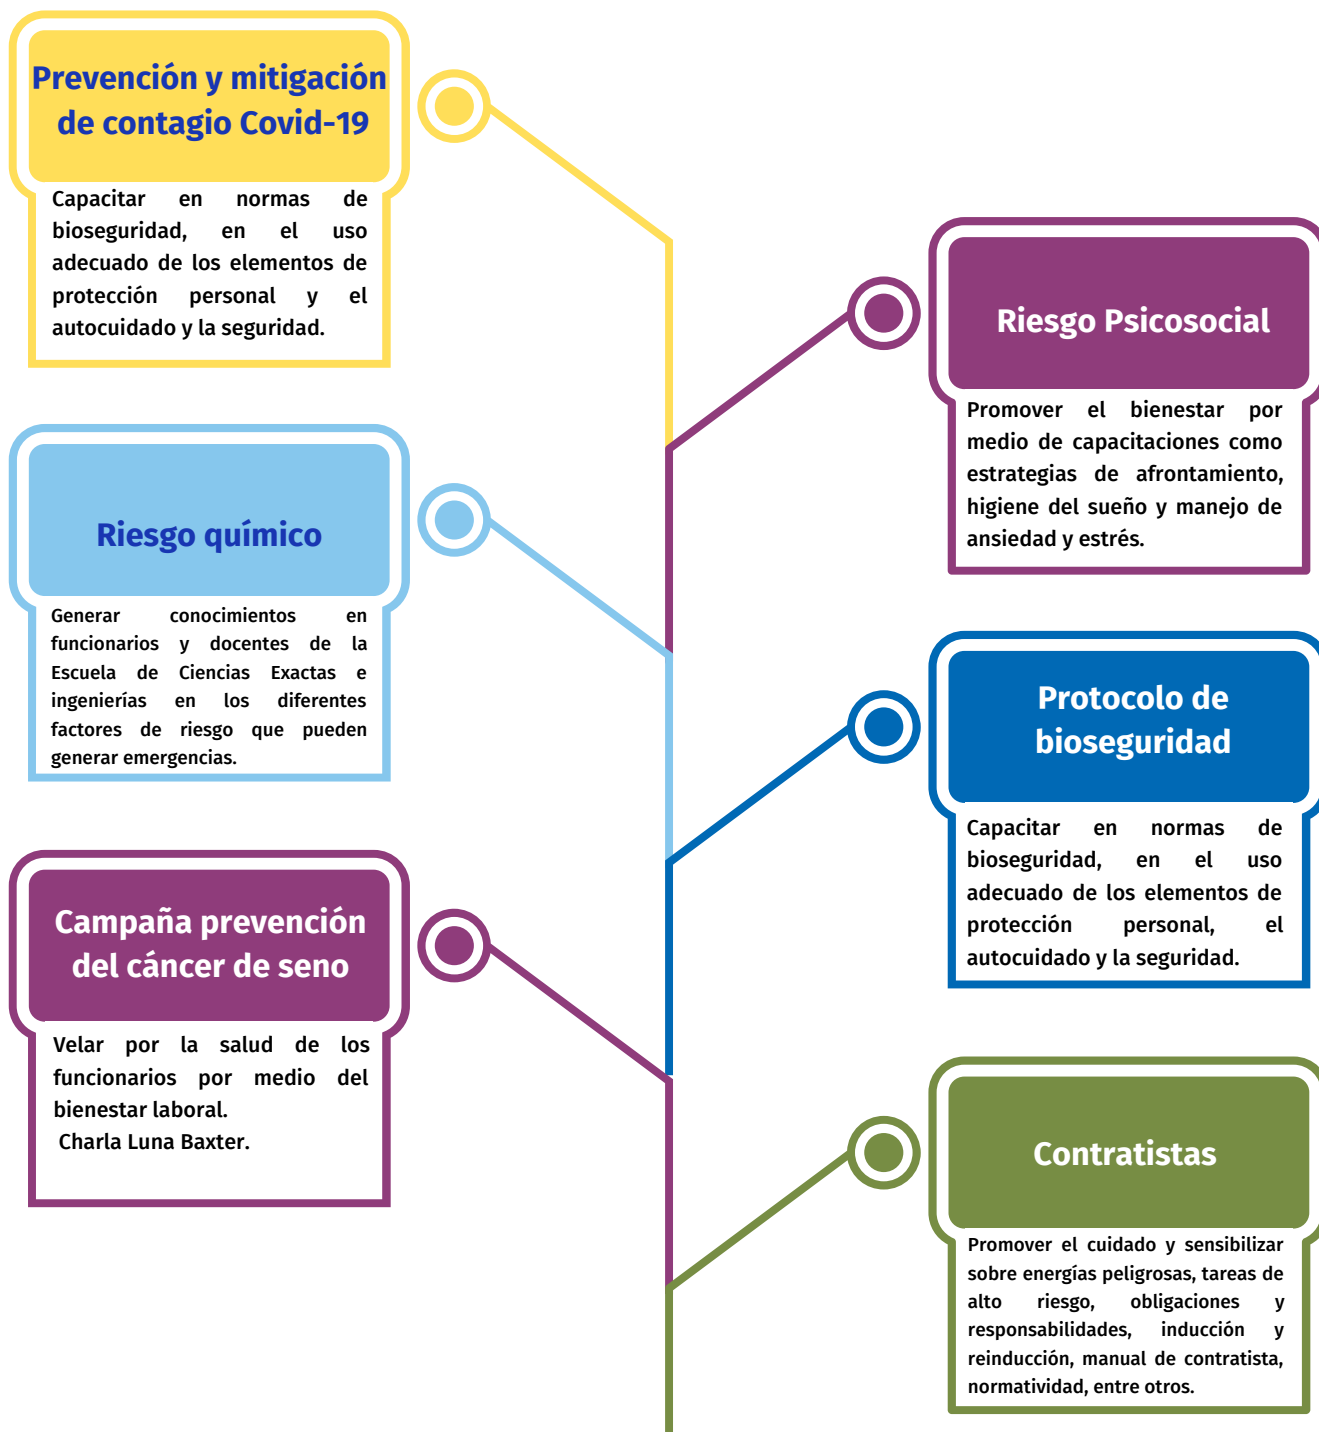 Prevención y mitigación
de contagio Covid-19
Capacitar en normas de
bioseguridad, en el uso
adecuado de los elementos de
protección personal y el
autocuidado y la seguridad.
Riesgo Psicosocial
Promover el bienestar por
medio de capacitaciones como
estrategias de afrontamiento,
higiene del sueño y manejo de
ansiedad y estrés.
Riesgo químico
Generar conocimientos en
funcionarios y docentes de la
Escuela de Ciencias Exactas e
ingenierías en los diferentes
factores de riesgo que pueden
generar emergencias.
Protocolo de
bioseguridad
Capacitar en normas de
bioseguridad, en el uso
adecuado de los elementos de
protección personal, el
autocuidado y la seguridad.
Campaña prevención
del cáncer de seno
Velar por la salud de los
funcionarios por medio del
bienestar laboral.
Charla Luna Baxter.
Contratistas
Promover el cuidado y sensibilizar
sobre energías peligrosas, tareas de
alto riesgo, obligaciones y
responsabilidades, inducción y
reinducción, manual de contratista,
normatividad, entre otros.